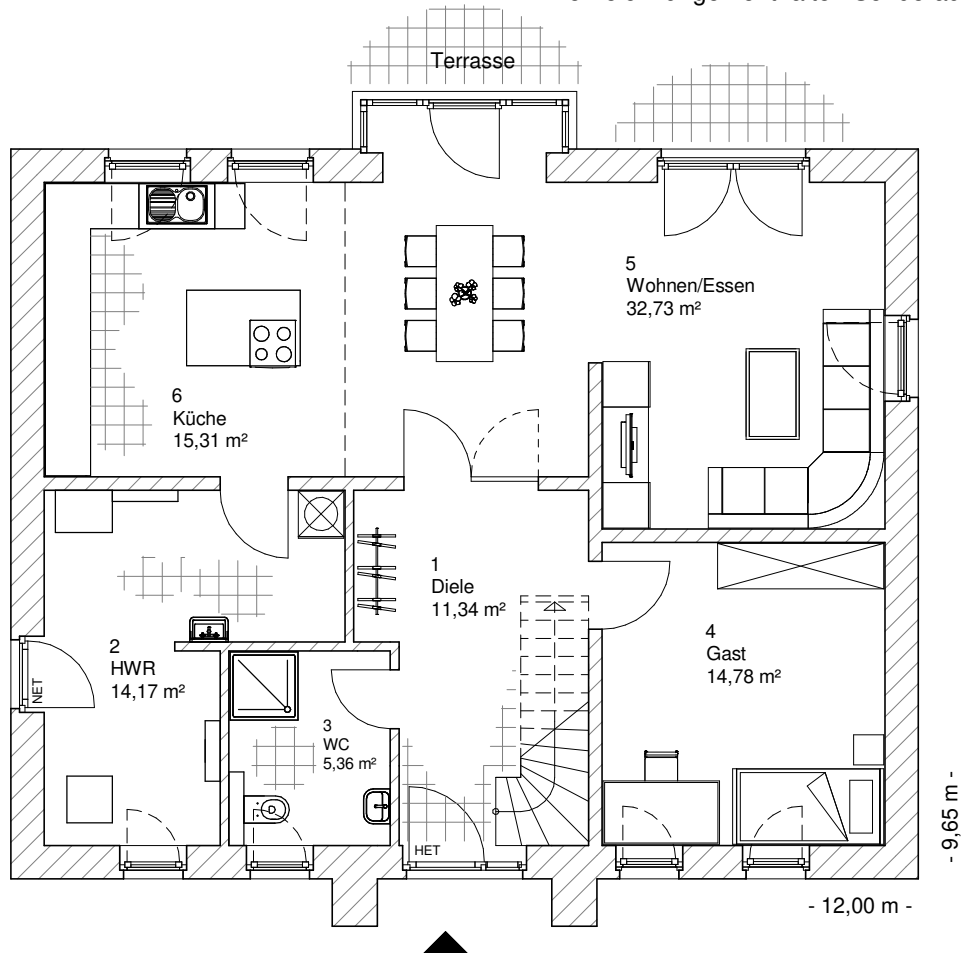 Terrasse
5
Wohnen/Essen
32,73 m²
6
Küche
15,31 m²
1
Diele
11,34 m²
2
HWR
14,17 m²
NET
3
WC
5,36 m²
4
Gast
14,78 m²
HET
- 9,65 m -
- 12,00 m -